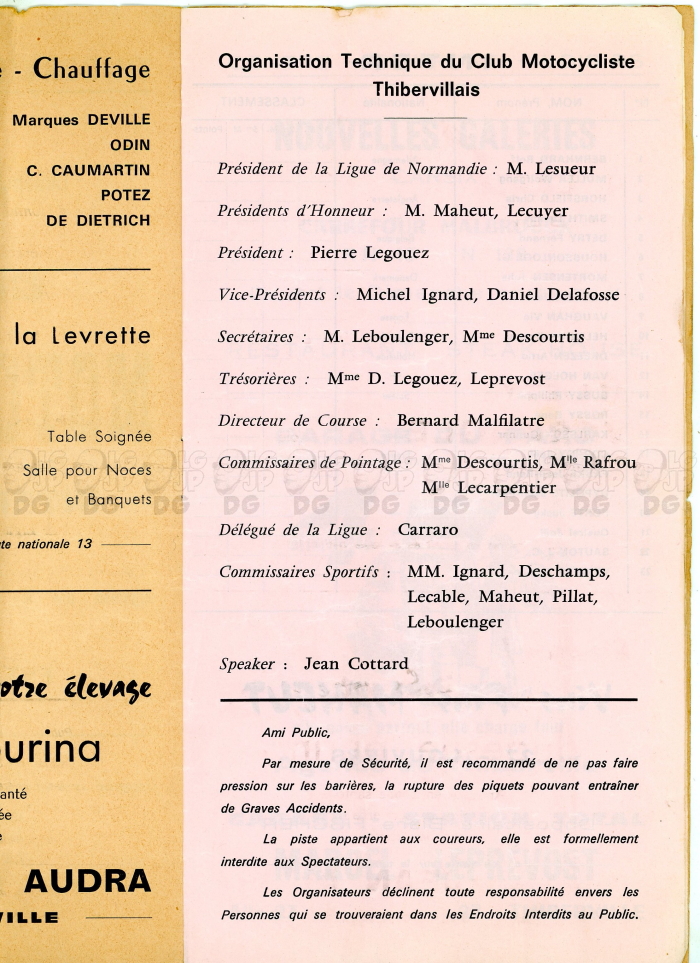 - Chauffage
Marques DEVILLE
ODIN
C. CAUMARTIN
POTEZ
DE DIETRICH
la Levrette
Table Soignée
Salle pour Noces
et Banquets
nationale 13
élevage
AUDRA
Organisation Technique du Club Motocycliste
Thibervillais
Président de la Ligue de Normandie : M. Lesueur
Présidents d'Honneur : M. Maheut, Lecuyer
Président : Pierre Legouez
Vice-Présidents : Michel Ignard, Daniel Delafosse
Secrétaires : M. Leboulenger, Mme Descourtis
Trésorières : Mme D. Legouez, Leprevost
Directeur de Course : Bernard Malfilatre
Commissaires de Pointage : Mme Descourtis, Mlle Rafrou
Mlle Lecarpentier
Délégué de la Ligue : Carraro
Commissaires Sportifs : MM. Ignard, Deschamps,
Lecable, Maheut, Pillat,
Leboulenger
Speaker : Jean Cottard
Ami Public,
Par mesure de Sécurité, il est recommandé de ne pas faire
pression sur les barrières, la rupture des piquets pouvant entraîner
de Graves Accidents.
La piste appartient aux coureurs, elle est formellement
interdite aux Spectateurs.
Les Organisateurs déclinent toute responsabilité envers les
Personnes qui se trouveraient dans les Endroits Interdits au Public.